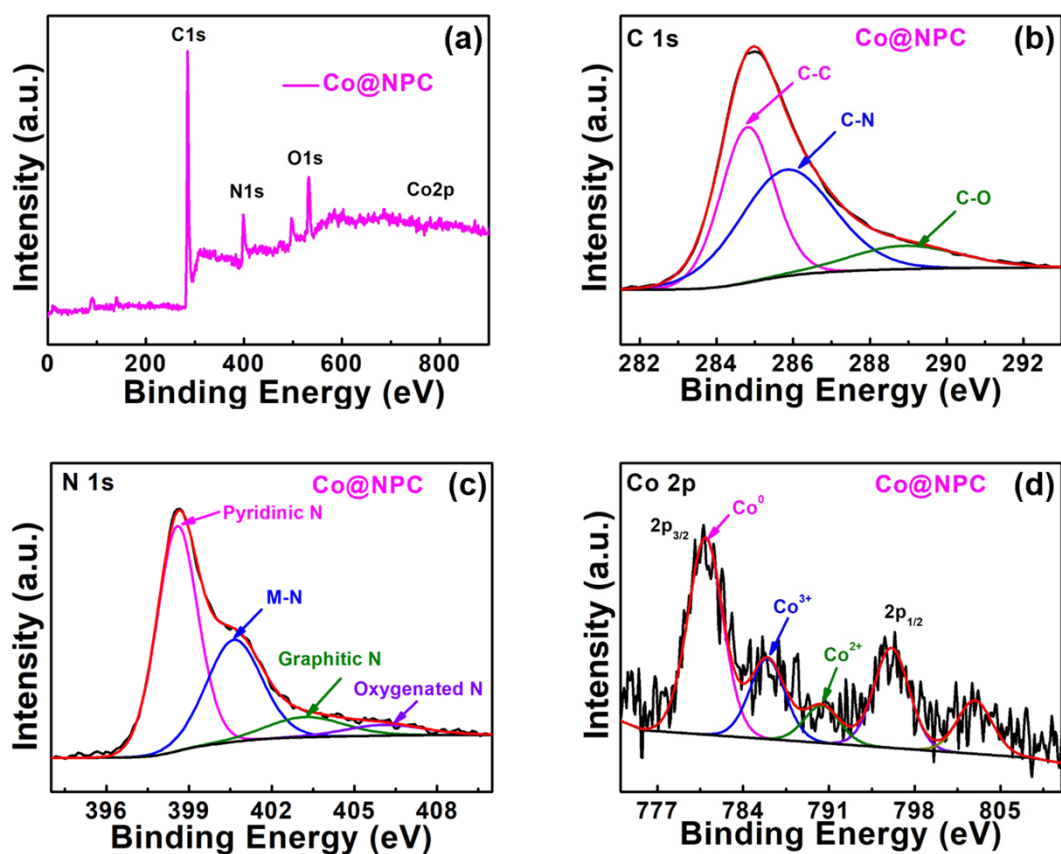 (a)
C1s
Co@NPC
N1s
O1s
Co2p
Intensity (a.u.)
0 200 400 600 800
Binding Energy (eV)
C 1s
Co@NPC
(b)
C-C
C-N
C-O
Intensity (a.u.)
282 284 286 288 290 292
Binding Energy (eV)
N 1s
Co@NPC
(c)
Pyridinic N
M-N
Graphitic N
Oxygenated N
Intensity (a.u.)
396 399 402 405 408
Binding Energy (eV)
Co 2p
Co@NPC
(d)
2p3/2
Co0
Co3+
Co2+
2p1/2
Intensity (a.u.)
777 784 791 798 805
Binding Energy (eV)